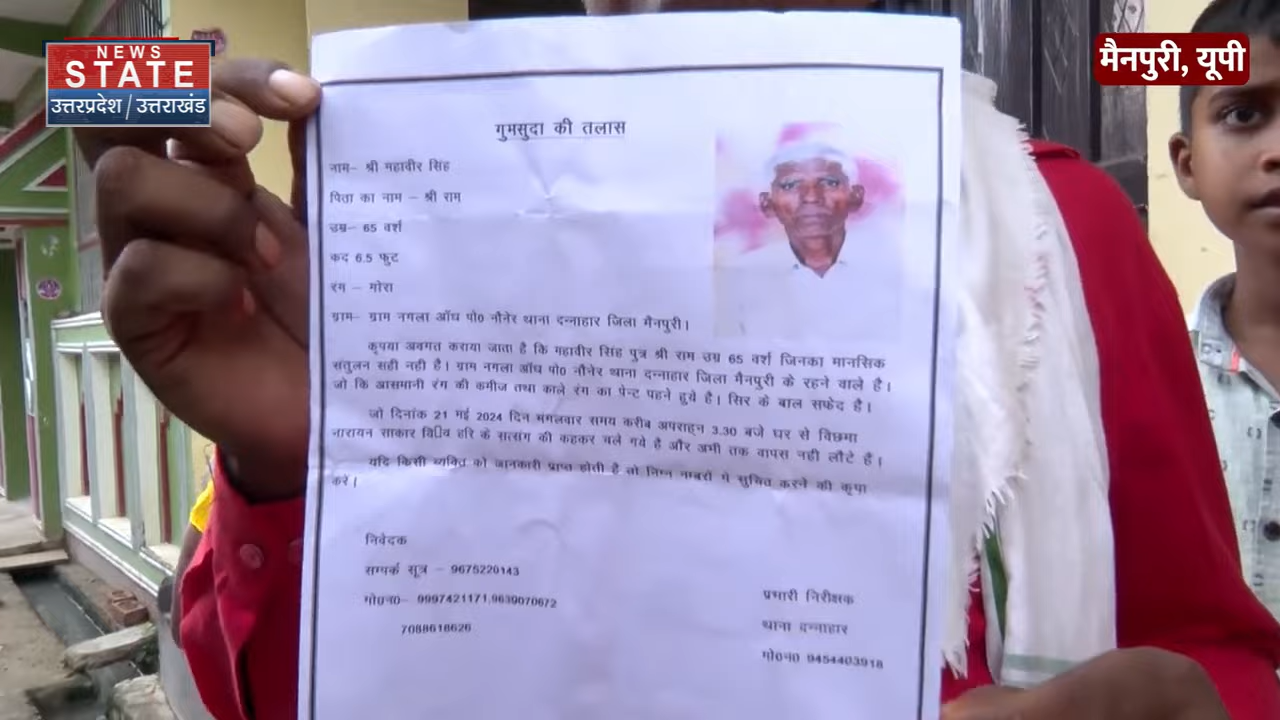 NEWS
STATE
उत्तरप्रदेश / उत्तराखंड
मैनपुरी, यूपी
गुमसुदा की तलास
नाम– श्री महावीर सिंह
पिता का नाम – श्री राम
उम्र– 65 वर्श
कद 6.5 फुट
रंग – गोरा
ग्राम– ग्राम नगला आँध पो0 नौनेर थाना दन्नाहार जिला मैनपुरी।
कृपया अवगत कराया जाता है कि महावीर सिंह पुत्र श्री राम उम्र 65 वर्श जिनका मानसिक
संतुलन सही नही है। ग्राम नगला आँध पो0 नौनेर थाना दन्नाहार जिला मैनपुरी के रहने वाले है।
जो कि आसमानी रंग की कमीज तथा काले रंग का पेन्ट पहने हुये है। सिर के बाल सफेद है।
जो दिनांक 21 मई 2024 दिन मंगलवार समय करीब अपराहन 3.30 बजे घर से विछमा
नारायन साकार हरि के सत्संग की कहकर चले गये है और अभी तक वापस नही लौटे हैं।
यदि किसी व्यक्ति को जानकारी प्राप्त होती है तो निम्न नम्बरों पे सुचित करने की कृपा
करें।
निवेदक
सम्पर्क सूत्र – 9675220143
मो0न0– 9997421171,9639070672
7088618626
प्रभारी निरीक्षक
थाना दन्नाहार
मो0न0 9454403918